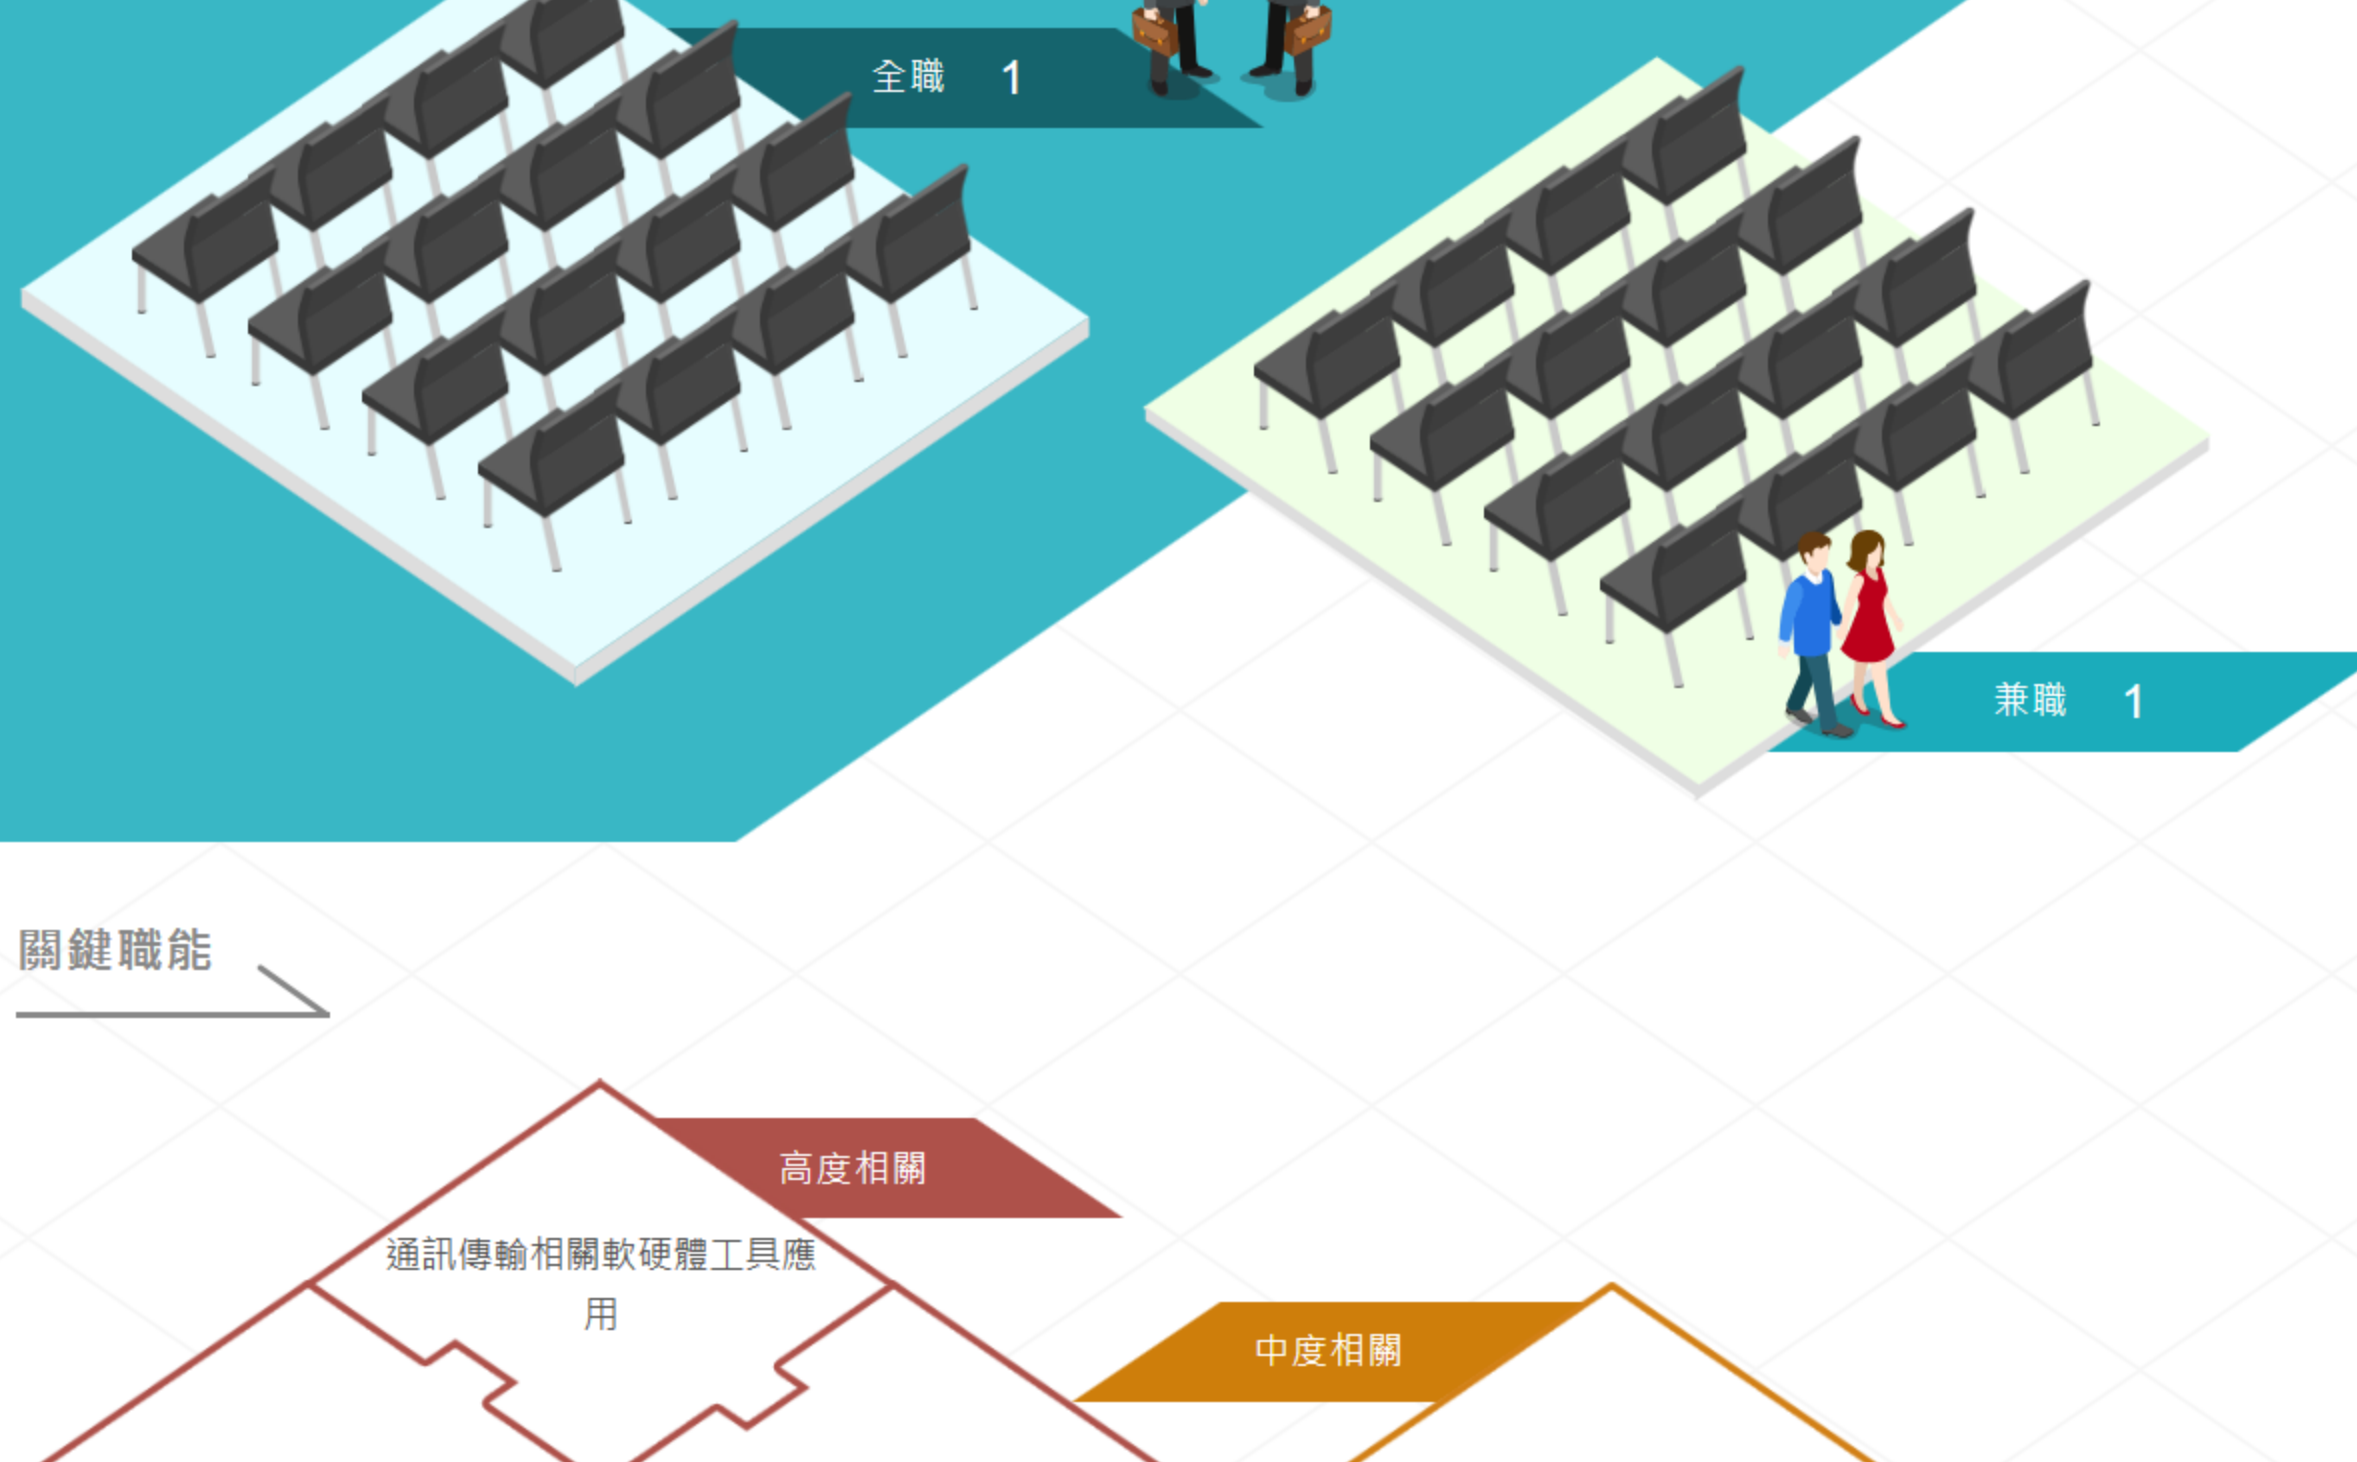 全職 1
兼職 1
關鍵職能
高度相關
通訊傳輸相關軟硬體工具應
用
中度相關